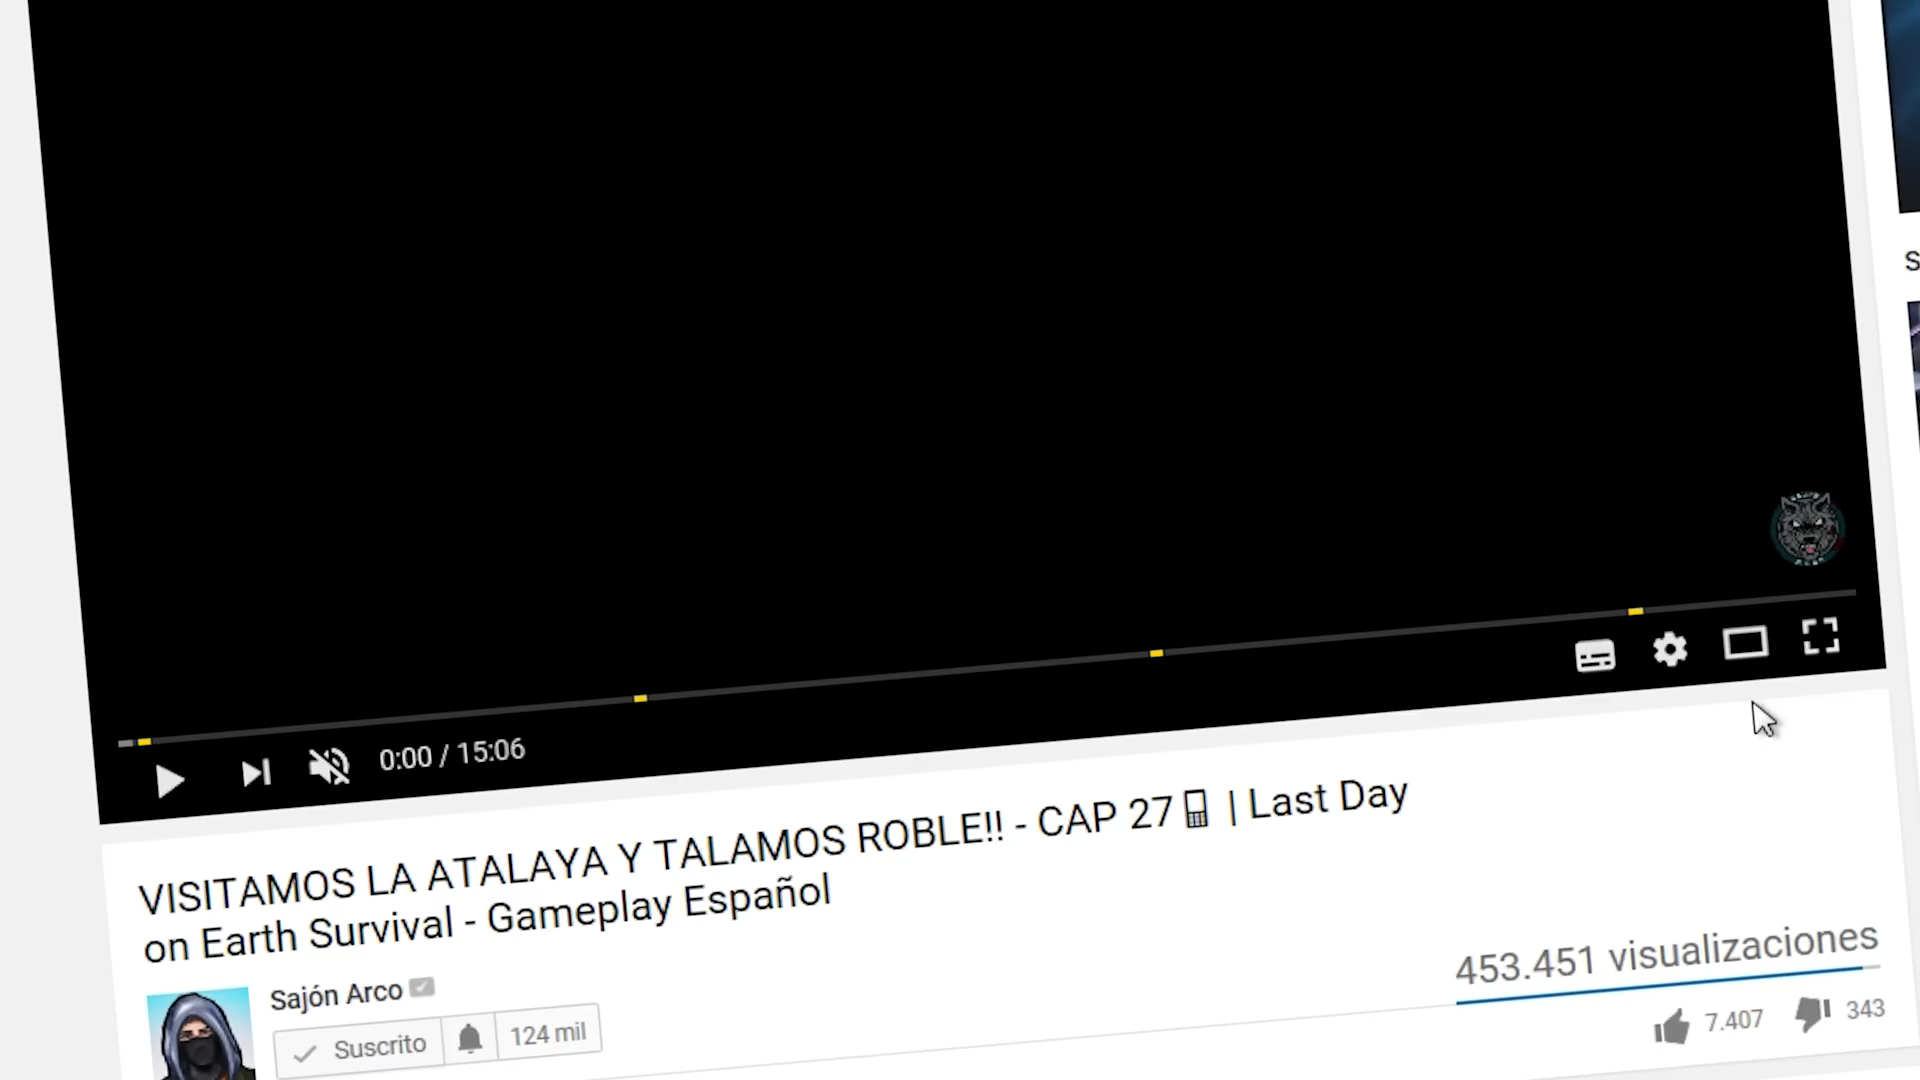 S
0:00 / 15:06
VISITAMOS LA ATALAYA Y TALAMOS ROBLE!! - CAP 27📱 | Last Day
on Earth Survival - Gameplay Español
453.451 visualizaciones
Sajón Arco
Suscrito 124 mil
7.407 343